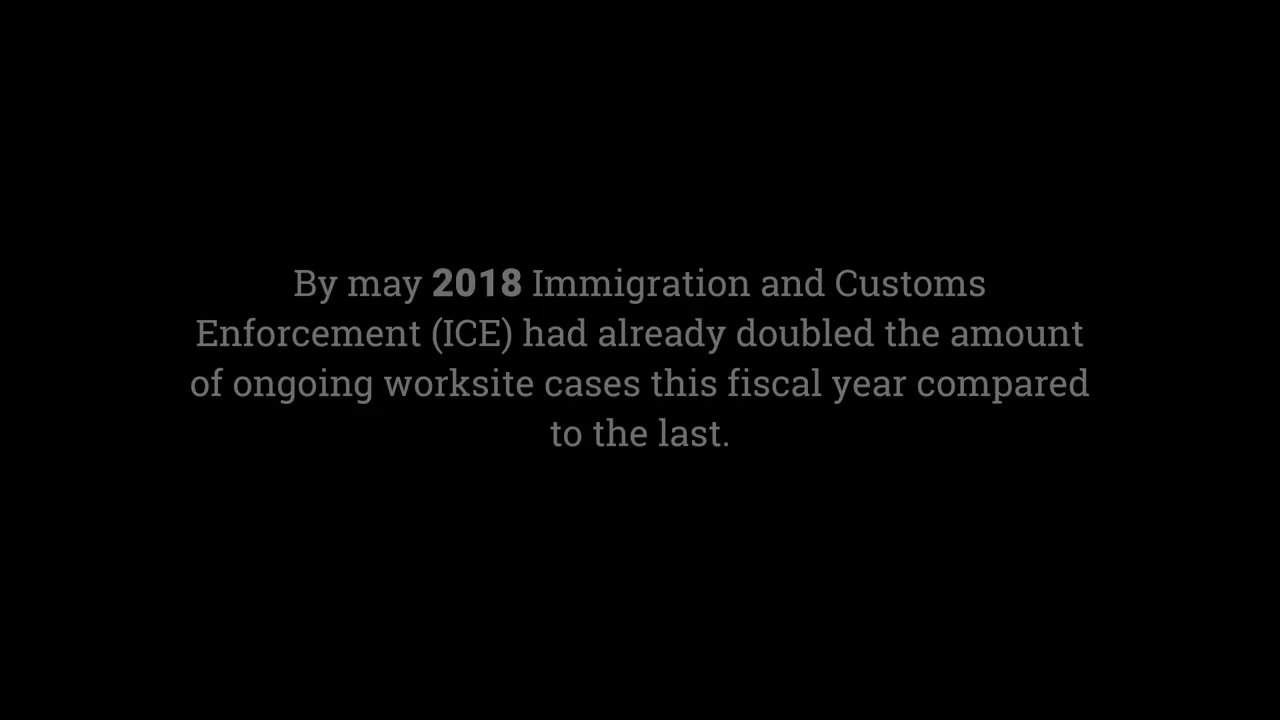 By may 2018 Immigration and Customs
Enforcement (ICE) had already doubled the amount
of ongoing worksite cases this fiscal year compared
to the last.